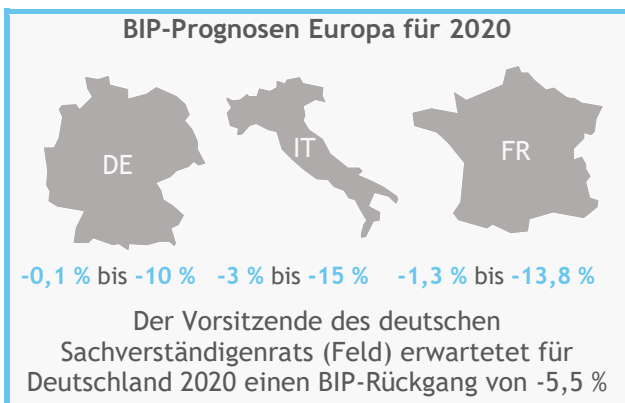 BIP-Prognosen Europa für 2020
DE IT FR
-0,1 % bis -10 % -3 % bis -15 % -1,3 % bis -13,8 %
Der Vorsitzende des deutschen
Sachverständigenrats (Feld) erwartetet für
Deutschland 2020 einen BIP-Rückgang von -5,5 %